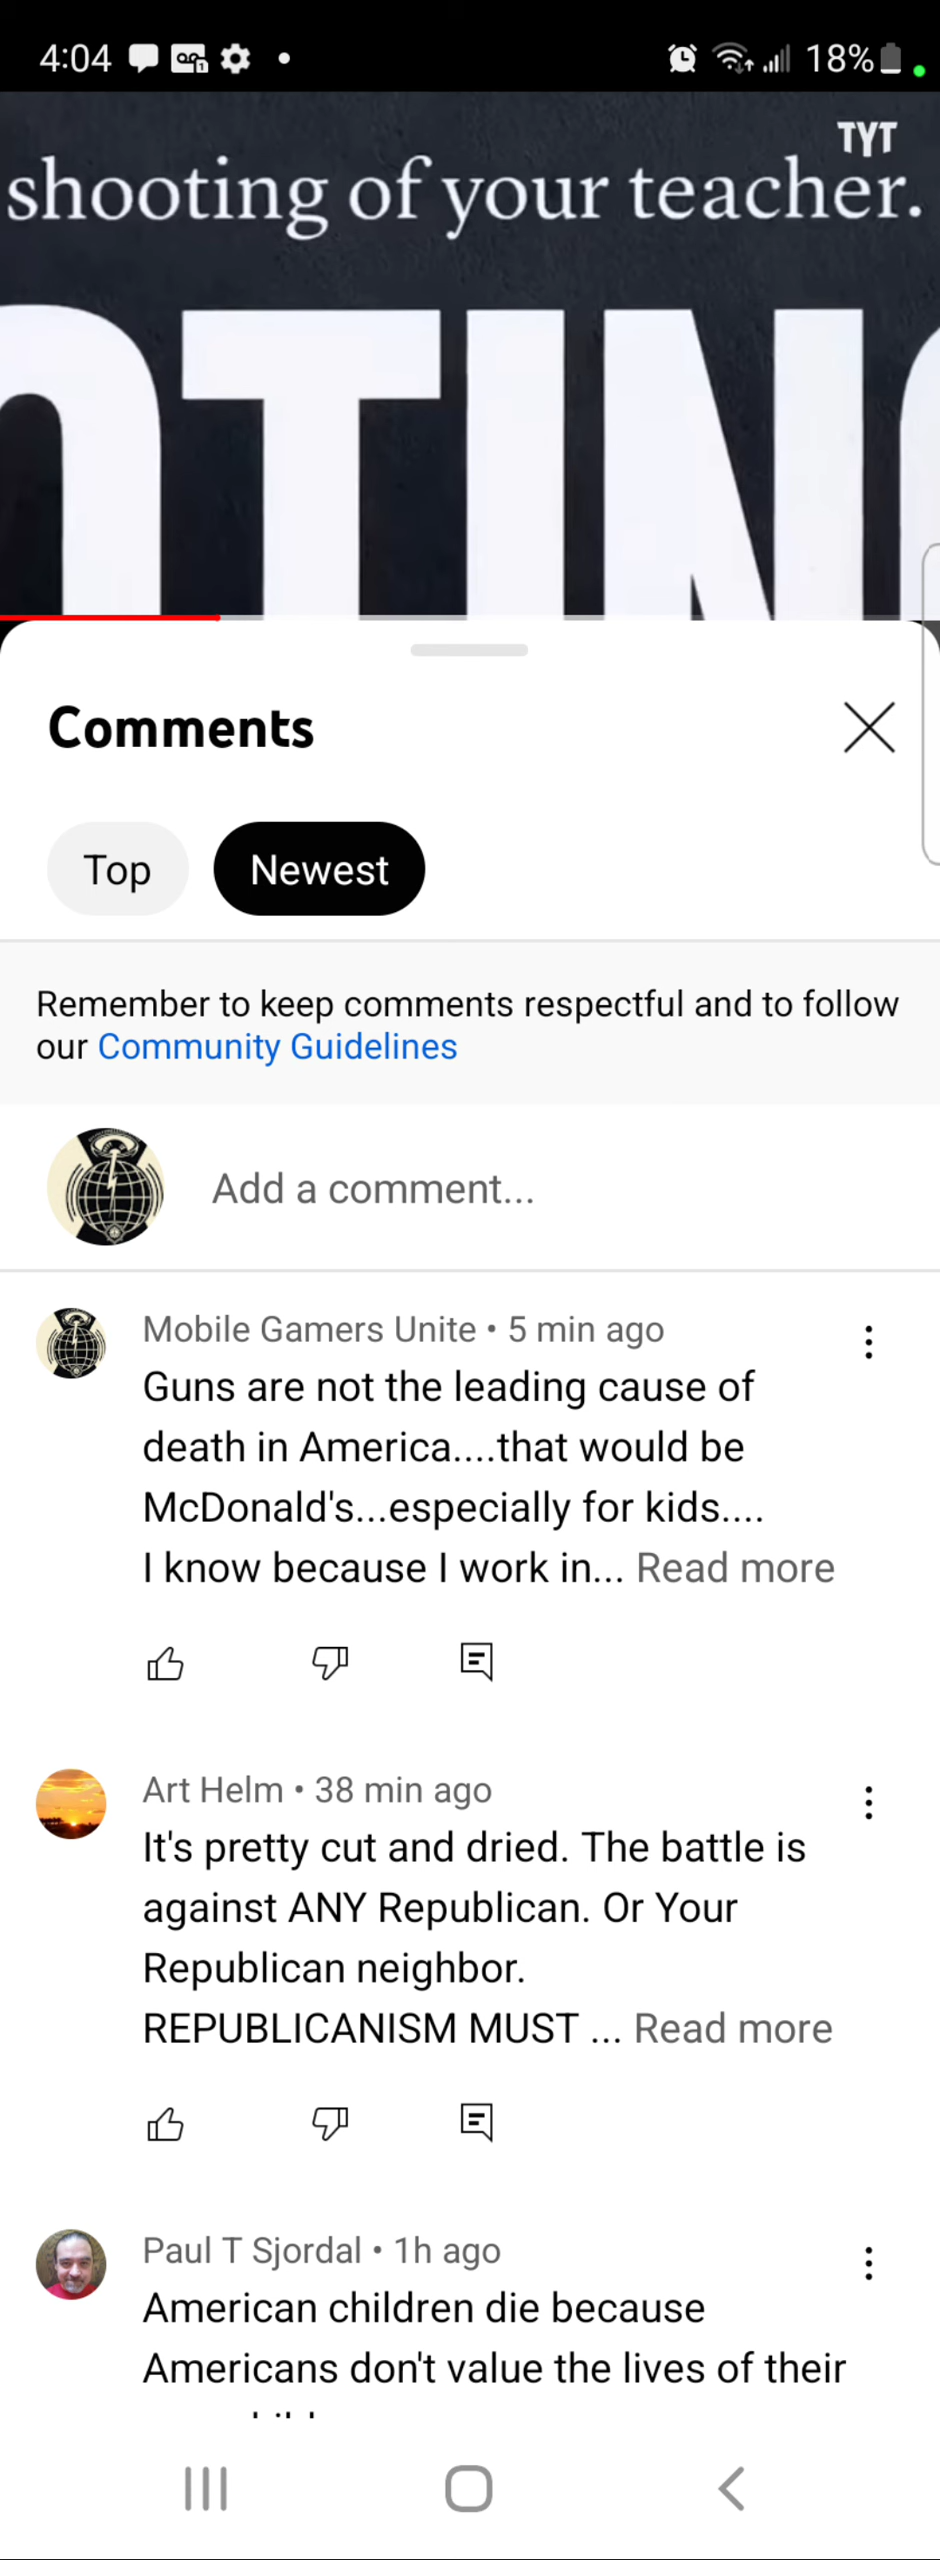 4:04
18%
TYT
shooting of your teacher.
OTING
Comments
Top
Newest
Remember to keep comments respectful and to follow
our Community Guidelines
Add a comment...
Mobile Gamers Unite • 5 min ago
Guns are not the leading cause of
death in America....that would be
McDonald's...especially for kids....
I know because I work in... Read more
Art Helm • 38 min ago
It's pretty cut and dried. The battle is
against ANY Republican. Or Your
Republican neighbor.
REPUBLICANISM MUST ... Read more
Paul T Sjordal • 1h ago
American children die because
Americans don't value the lives of their